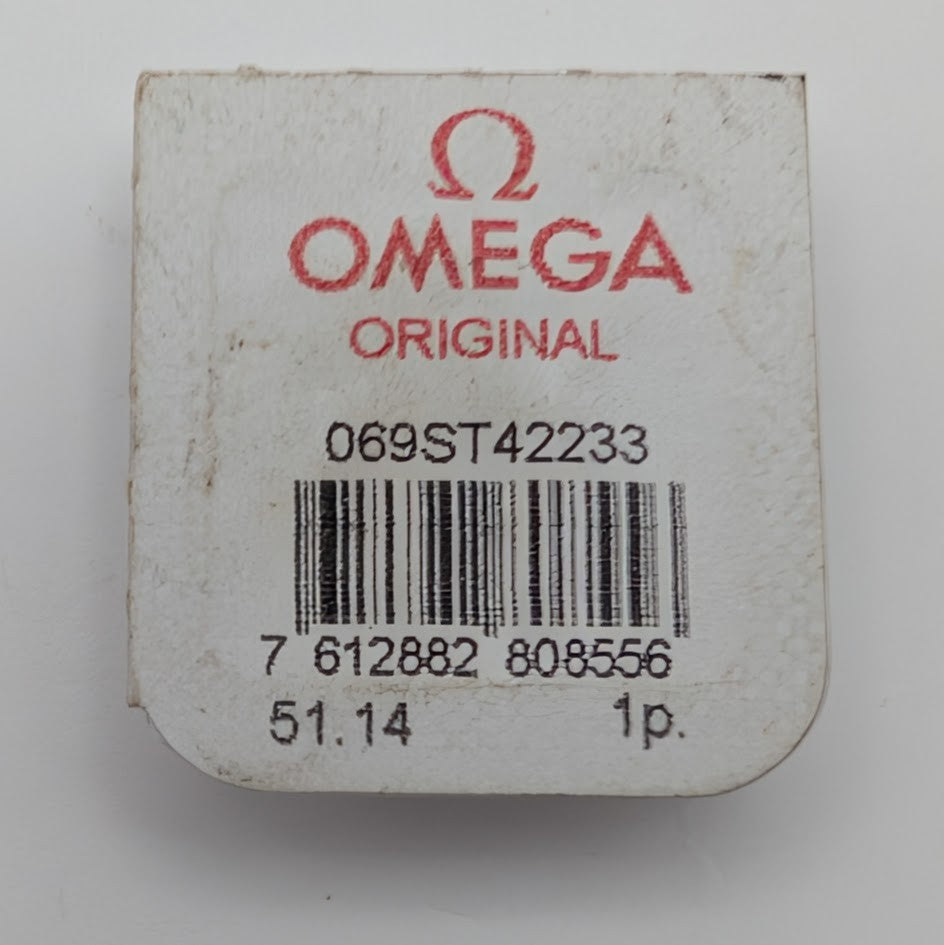 Ω
OMEGA
ORIGINAL
069ST42233
7 612882 808556
51.14 1p.